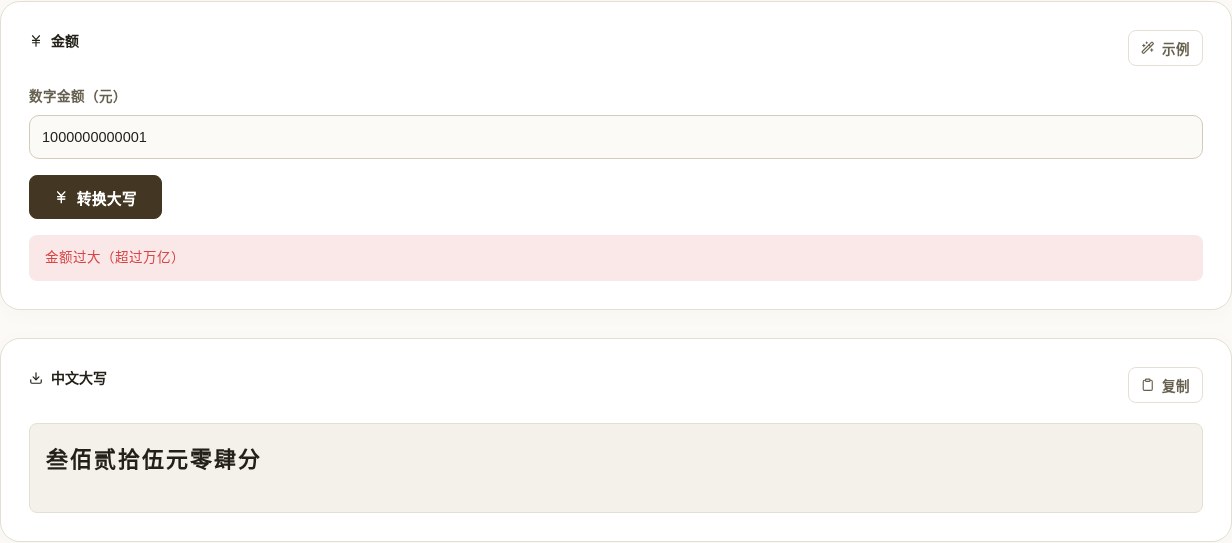 ¥ 金额
示例
数字金额（元）
1000000000001
¥ 转换大写
金额过大（超过万亿）
中文大写
复制
叁佰贰拾伍元零肆分